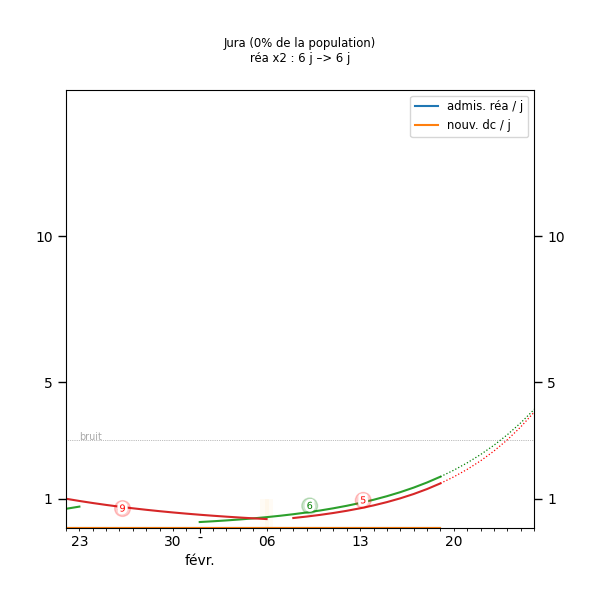 Jura (0% de la population)
réa x2 : 6 j –> 6 j
admis. réa / j
nouv. dc / j
10
10
5
5
bruit
1
1
9
6
5
23
30
-
06
13
20
févr.